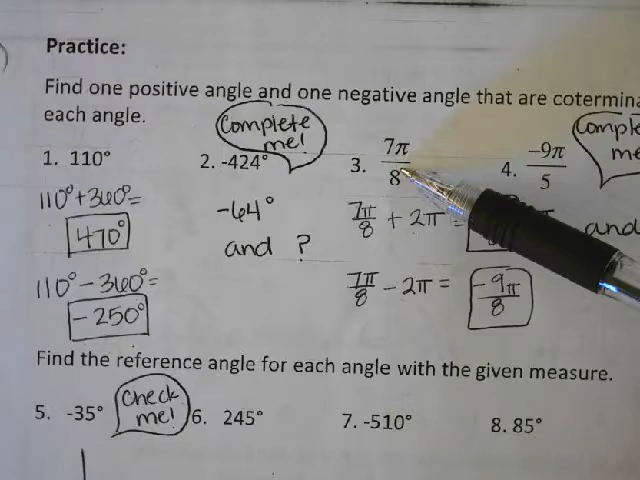 Practice:
Find one positive angle and one negative angle that are
each angle.
Complete me!
1. 110°
2. -424°
3. 7π/8
4. -9π/5
me
110° + 360° =
-64°
7π/8 + 2π =
and
470°
and ?
110° - 360° =
7π/8 - 2π =
-9π/8
-250°
Find the reference angle for each angle with the given measure.
Check me!
5. -35°
6. 245°
7. -510°
8. 85°